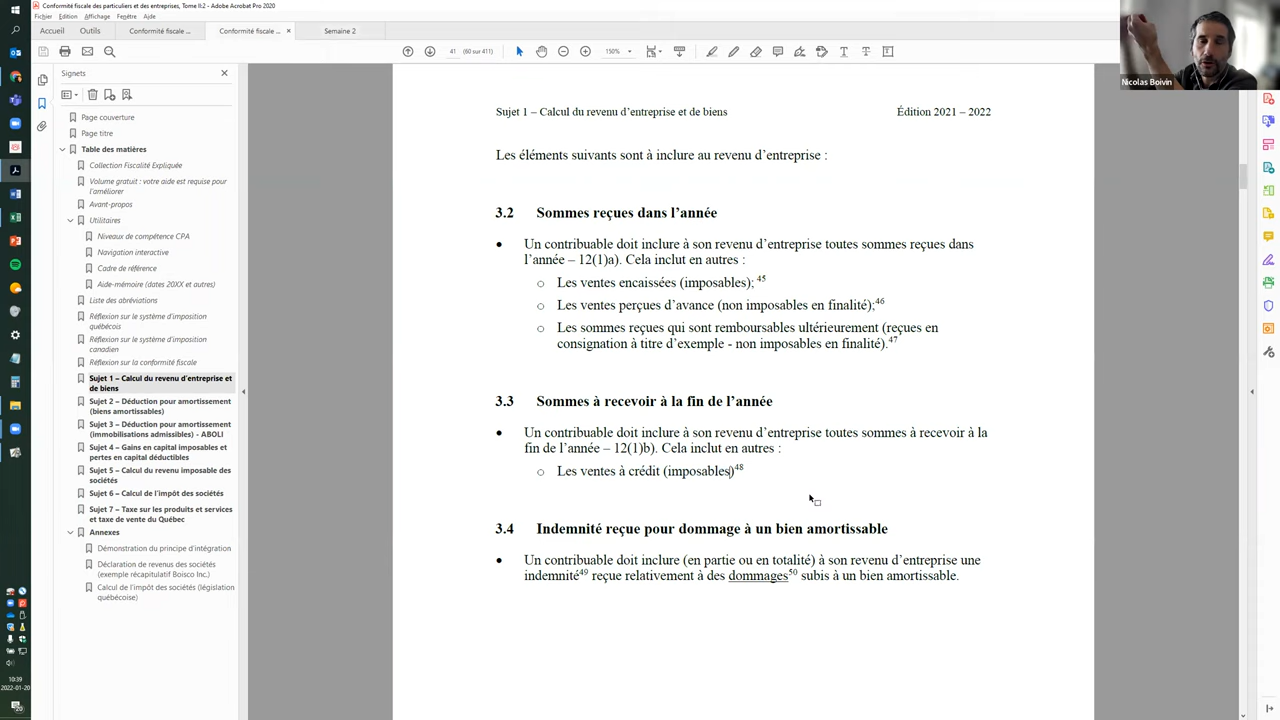 Conformité fiscale des particuliers et des entreprises, Tome II:2 - Adobe Acrobat Pro 2020
Fichier Edition Affichage Fenêtre Aide
Accueil Outils Conformité fiscale ... Conformité fiscale ... × Semaine 2
41 (60 sur 411) 150%
Nicolas Boivin
Signets
Page couverture
Page titre
Table des matières
Collection Fiscalité Expliquée
Volume gratuit : votre aide est requise pour
l'améliorer
Avant-propos
Utilitaires
Niveaux de compétence CPA
Navigation interactive
Cadre de référence
Aide-mémoire (dates 20XX et autres)
Liste des abréviations
Réflexion sur le système d'imposition
québécois
Réflexion sur le système d'imposition
canadien
Réflexion sur la conformité fiscale
Sujet 1 – Calcul du revenu d'entreprise et
de biens
Sujet 2 – Déduction pour amortissement
(biens amortissables)
Sujet 3 – Déduction pour amortissement
(immobilisations admissibles) - ABOLI
Sujet 4 – Gains en capital imposables et
pertes en capital déductibles
Sujet 5 – Calcul du revenu imposable des
sociétés
Sujet 6 – Calcul de l'impôt des sociétés
Sujet 7 – Taxe sur les produits et services
et taxe de vente du Québec
Annexes
Démonstration du principe d'intégration
Déclaration de revenus des sociétés
(exemple récapitulatif Boisco Inc.)
Calcul de l'impôt des sociétés (législation
québécoise)
Sujet 1 – Calcul du revenu d'entreprise et de biens Édition 2021 – 2022
Les éléments suivants sont à inclure au revenu d'entreprise :
3.2 Sommes reçues dans l'année
• Un contribuable doit inclure à son revenu d'entreprise toutes sommes reçues dans
l'année – 12(1)a). Cela inclut en autres :
o Les ventes encaissées (imposables); 45
o Les ventes perçues d'avance (non imposables en finalité);46
o Les sommes reçues qui sont remboursables ultérieurement (reçues en
consignation à titre d'exemple - non imposables en finalité).47
3.3 Sommes à recevoir à la fin de l'année
• Un contribuable doit inclure à son revenu d'entreprise toutes sommes à recevoir à la
fin de l'année – 12(1)b). Cela inclut en autres :
o Les ventes à crédit (imposables)48
3.4 Indemnité reçue pour dommage à un bien amortissable
• Un contribuable doit inclure (en partie ou en totalité) à son revenu d'entreprise une
indemnité49 reçue relativement à des dommages50 subis à un bien amortissable.
10:39
2022-01-20